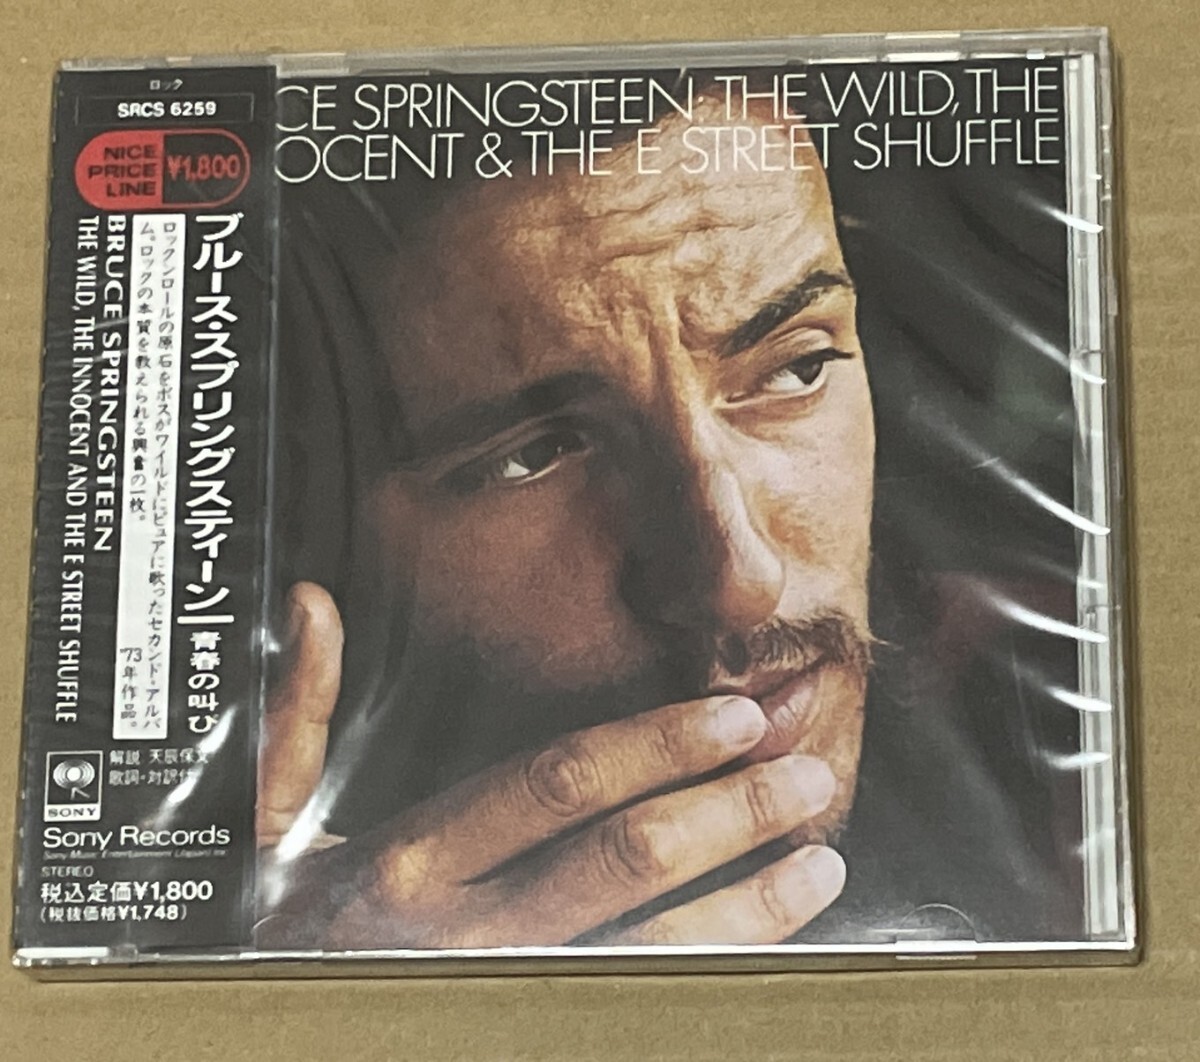 ロック
SRCS 6259
NICE
PRICE
LINE
¥1,800
ブルース・スプリングスティーン
青春の叫び
ロックンロールの原石をボスがワイルドにピュアに歌ったセカンド・アルバ
ム。ロックの本質を教えられる興奮の一枚。
'73年作品。
BRUCE SPRINGSTEEN
THE WILD, THE INNOCENT AND THE E STREET SHUFFLE
解説 天辰保文
歌詞・対訳付
SONY
Sony Records
Sony Music Entertainment (Japan) Inc.
STEREO
税込定価¥1,800
(税抜価格¥1,748)
CE SPRINGSTEEN: THE WILD, THE
OCENT & THE E STREET SHUFFLE